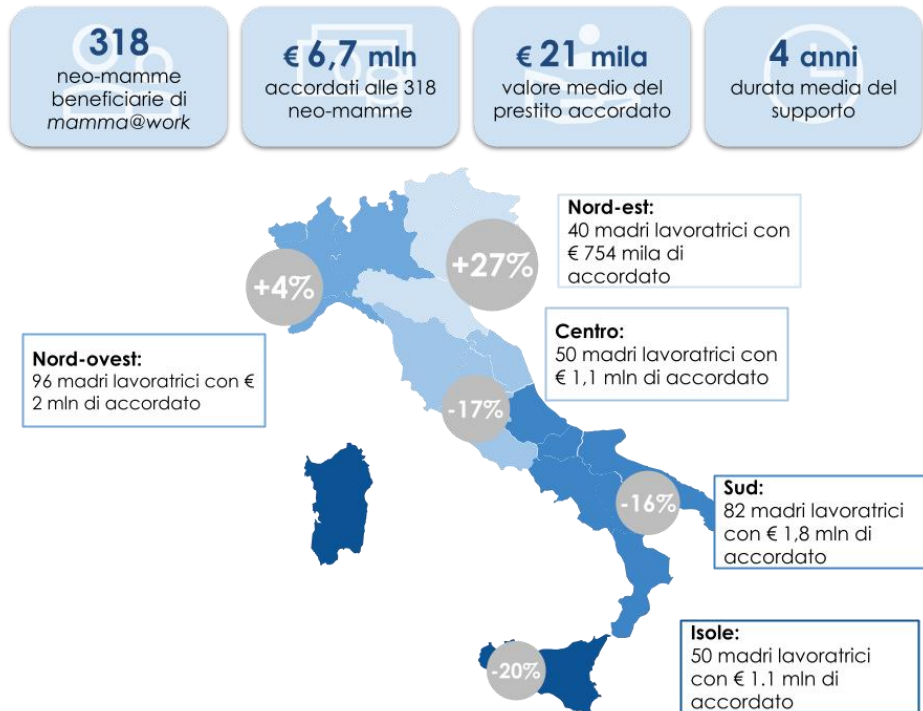 318
neo-mamme
beneficiarie di
mamma@work
€ 6,7 mln
accordati alle 318
neo-mamme
€ 21 mila
valore medio del
prestito accordato
4 anni
durata media del
supporto
Nord-est:
40 madri lavoratrici con
€ 754 mila di
accordato
+27%
+4%
Centro:
50 madri lavoratrici con
€ 1,1 mln di accordato
Nord-ovest:
96 madri lavoratrici con €
2 mln di accordato
-17%
Sud:
82 madri lavoratrici
con € 1,8 mln di
accordato
-16%
Isole:
50 madri lavoratrici
con € 1.1 mln di
accordato
-20%